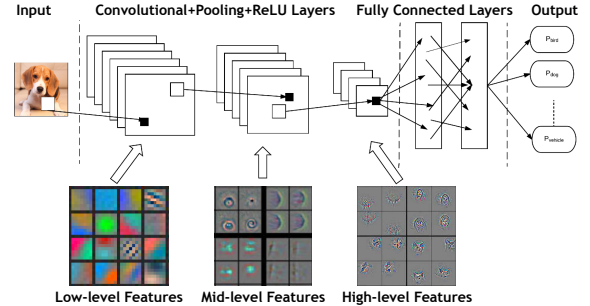 Input
Convolutional+Pooling+ReLU Layers
Fully Connected Layers
Output
Pbird
Pdog
Pvehicle
Low-level Features
Mid-level Features
High-level Features